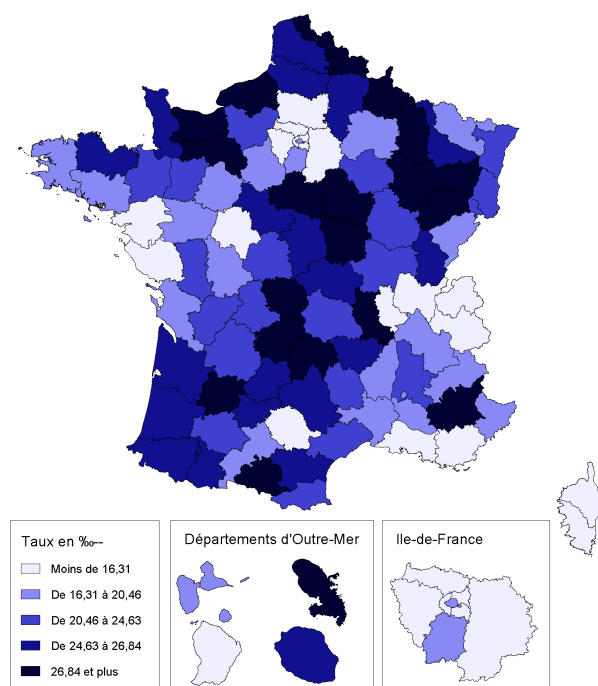 Taux en ‰--
Moins de 16,31
De 16,31 à 20,46
De 20,46 à 24,63
De 24,63 à 26,84
26,84 et plus
Départements d'Outre-Mer
Ile-de-France